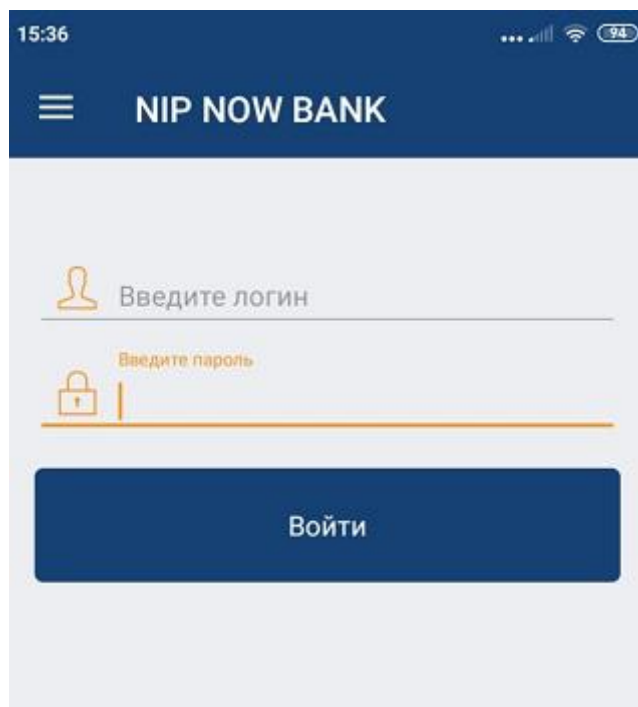 15:36
94
NIP NOW BANK
Введите логин
Введите пароль
Войти